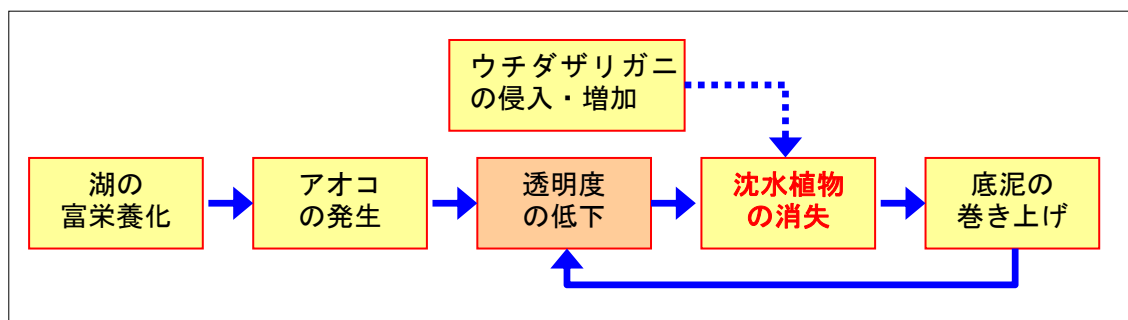 ウチダザリガニ
の侵入・増加
湖の
富栄養化
アオコ
の発生
透明度
の低下
沈水植物
の消失
底泥の
巻き上げ